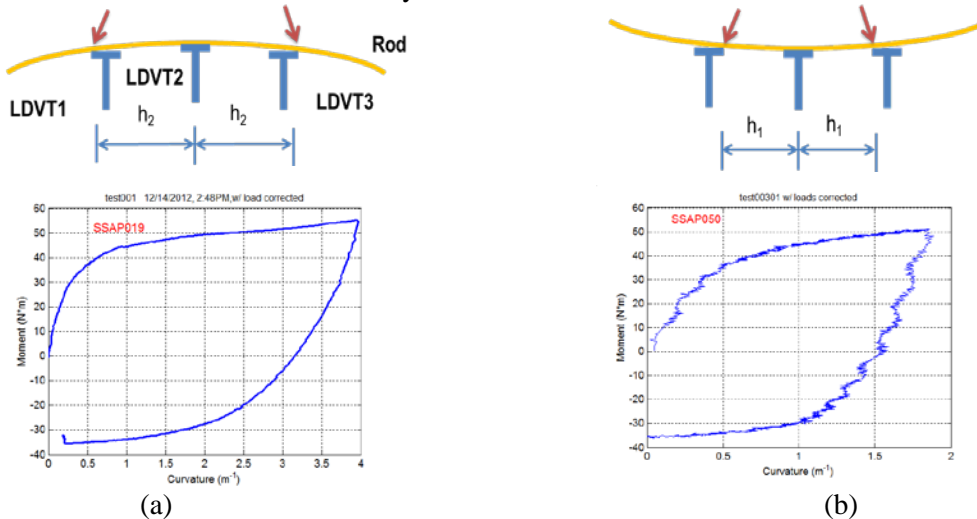 Rod
LDVT2
LDVT1
LDVT3
h2
h2
h1
h1
test001 12/14/2012, 2:48PM,w/ load corrected
SSAP019
Moment (N*m)
60
50
40
30
20
10
0
-10
-20
-30
-40
0 0.5 1 1.5 2 2.5 3 3.5 4
Curvature (m-1)
(a)
test00301 w/ loads corrected
SSAP050
Moment (N*m)
60
50
40
30
20
10
0
-10
-20
-30
-40
0 0.5 1 1.5 2
Curvature (m-1)
(b)